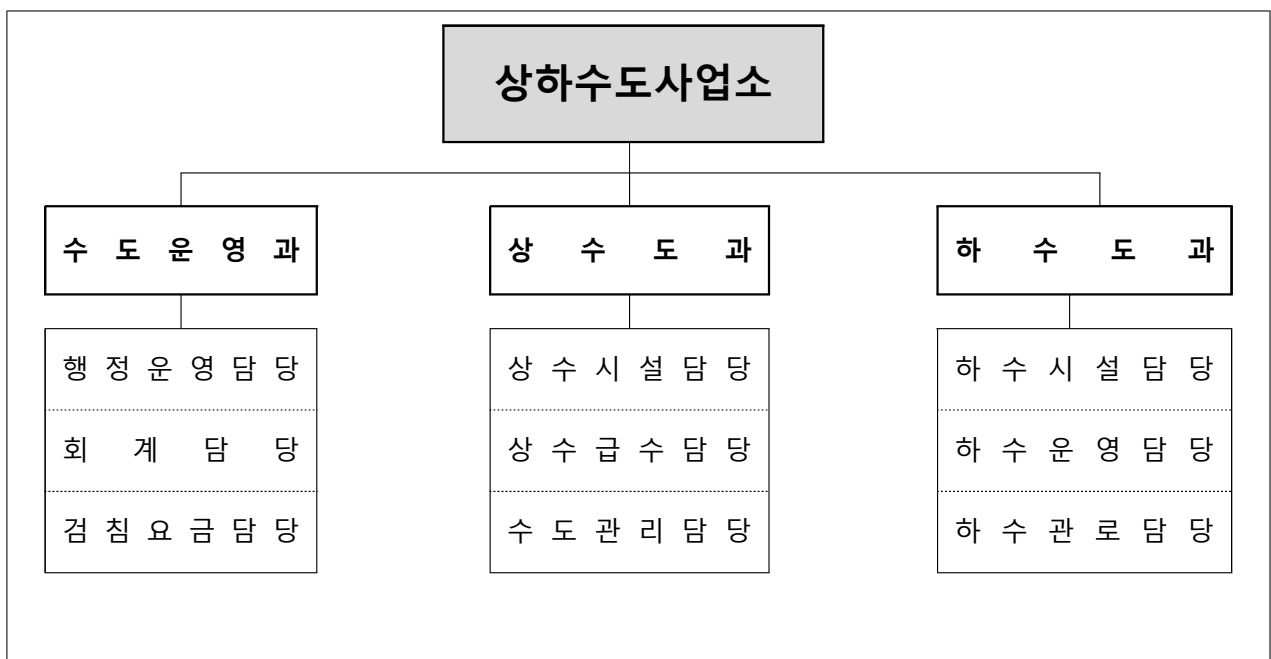 상하수도사업소
수도운영과
상수도과
하수도과
행정운영담당
회계담당
검침요금담당
상수시설담당
상수급수담당
수도관리담당
하수시설담당
하수운영담당
하수관로담당